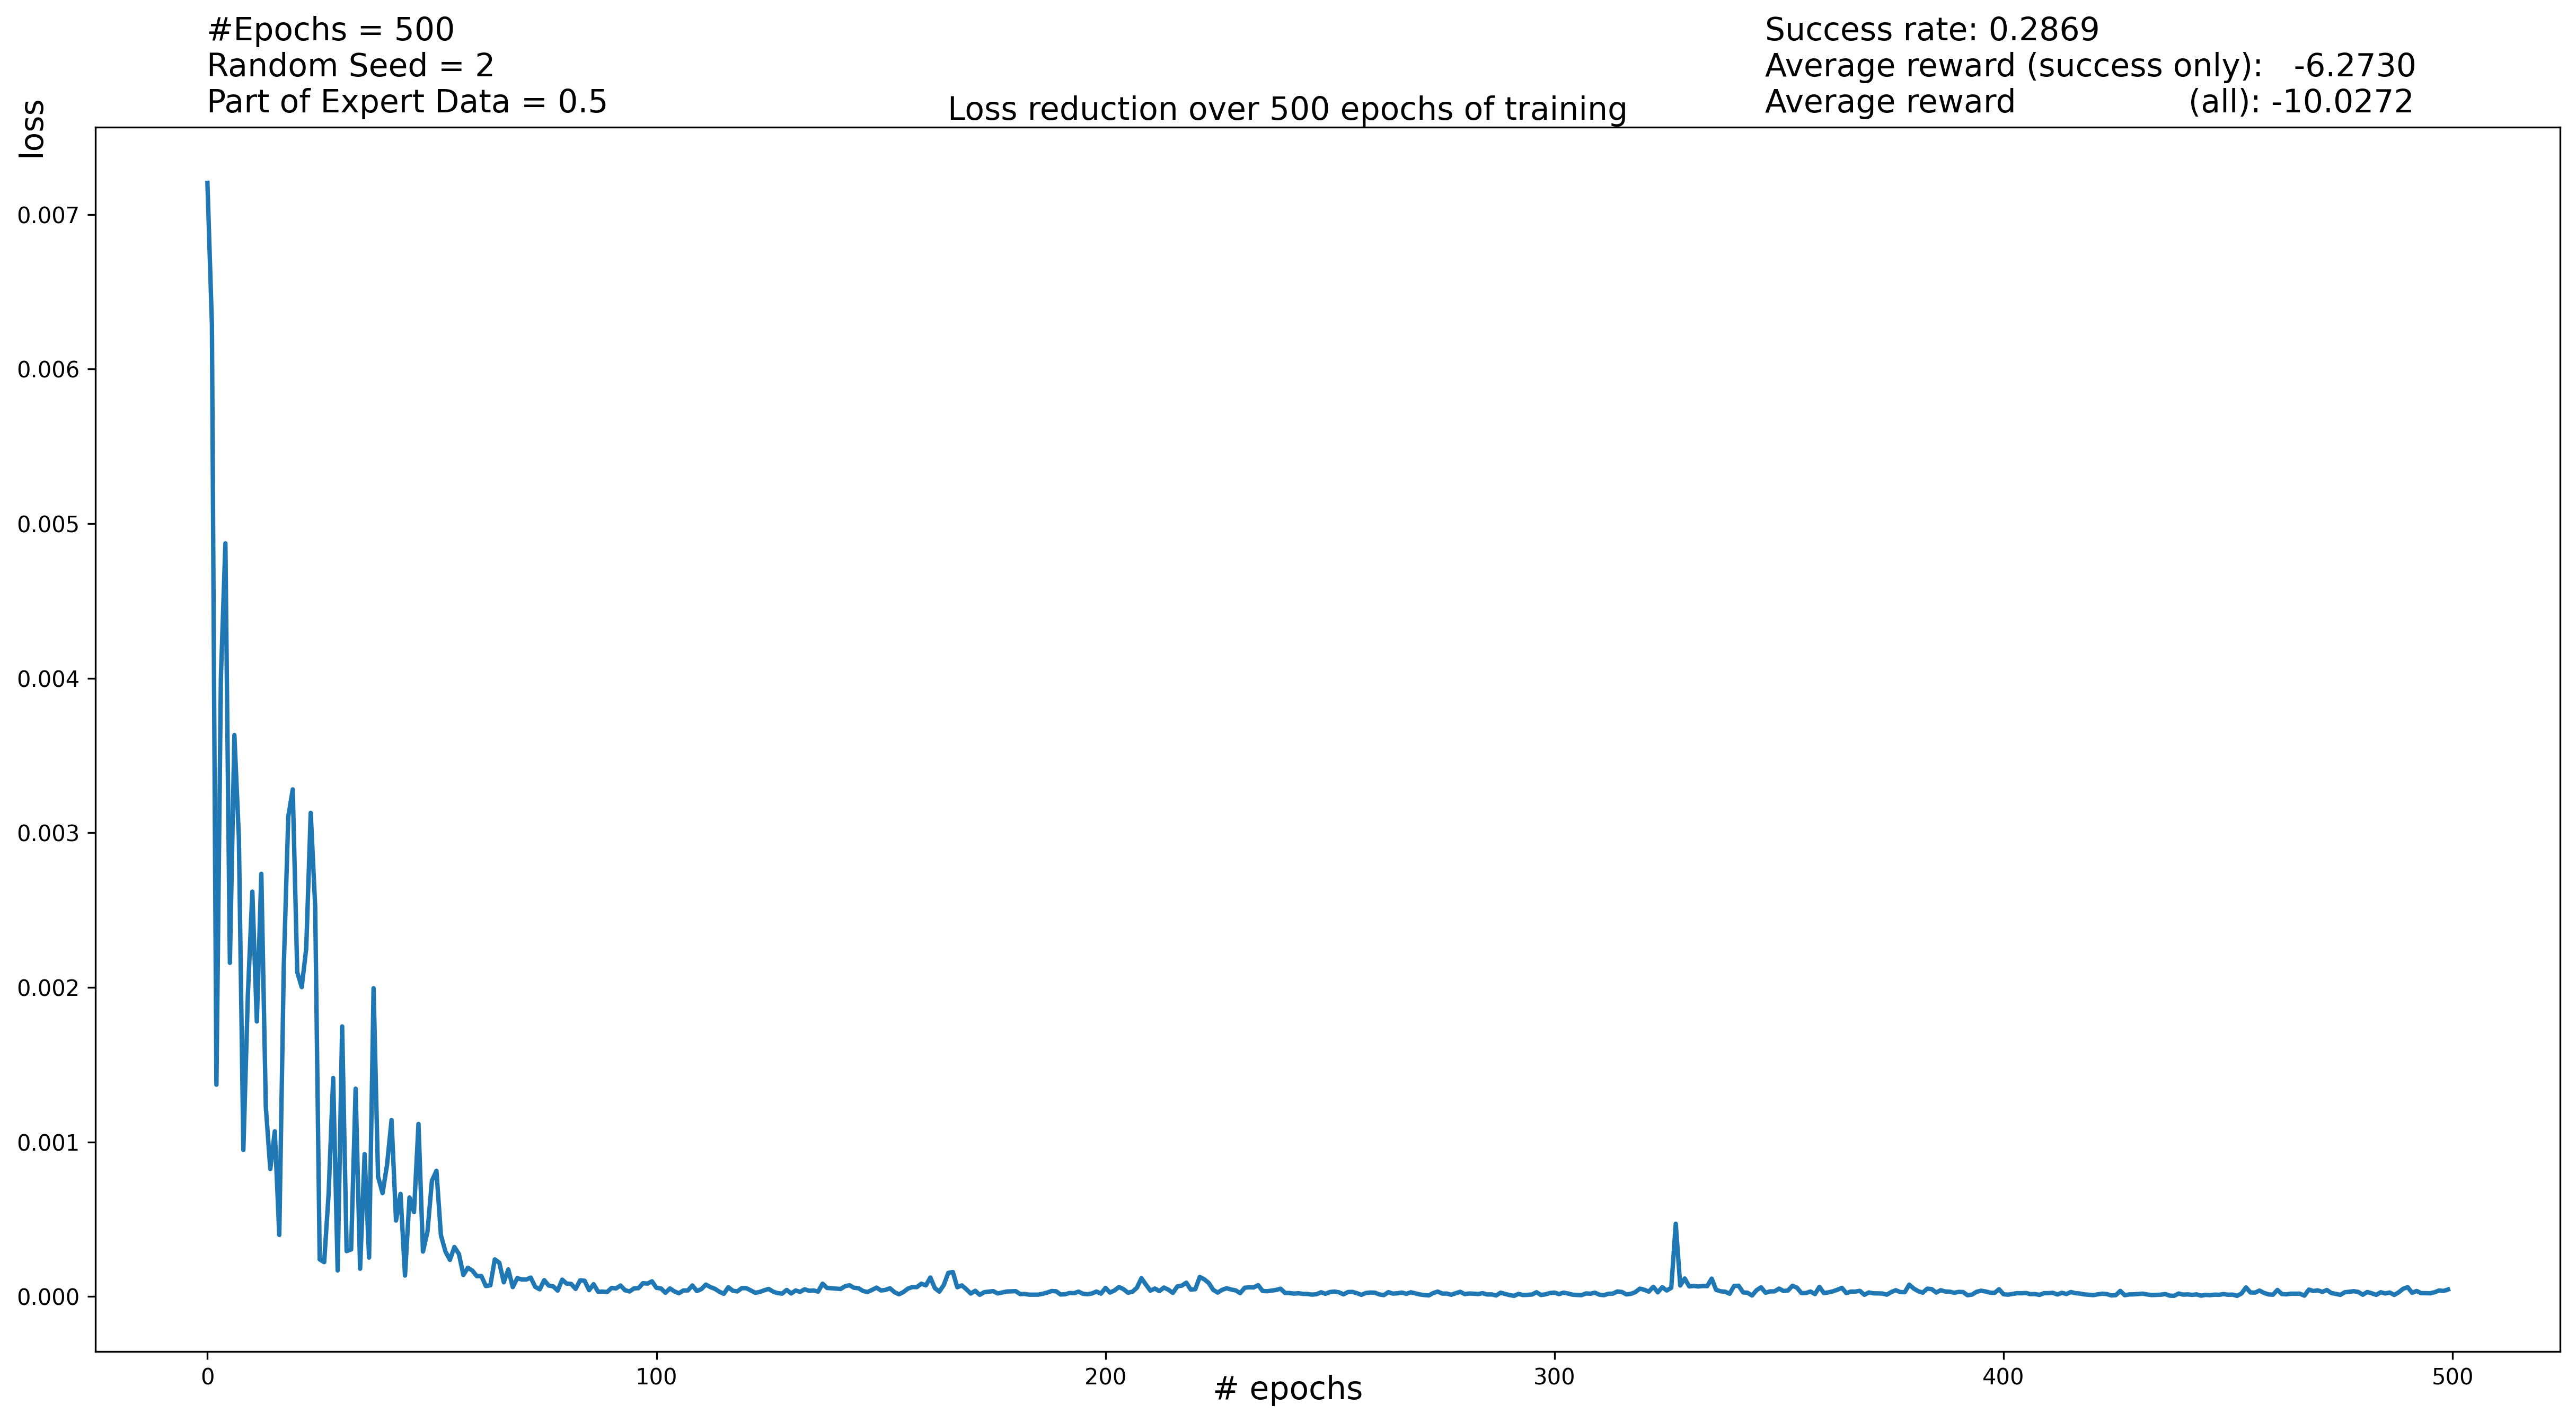 #Epochs = 500
Random Seed = 2
Part of Expert Data = 0.5
Success rate: 0.2869
Average reward (success only):   -6.2730
Average reward                    (all): -10.0272
Loss reduction over 500 epochs of training
loss
0.007
0.006
0.005
0.004
0.003
0.002
0.001
0.000
0
100
200
300
400
500
# epochs